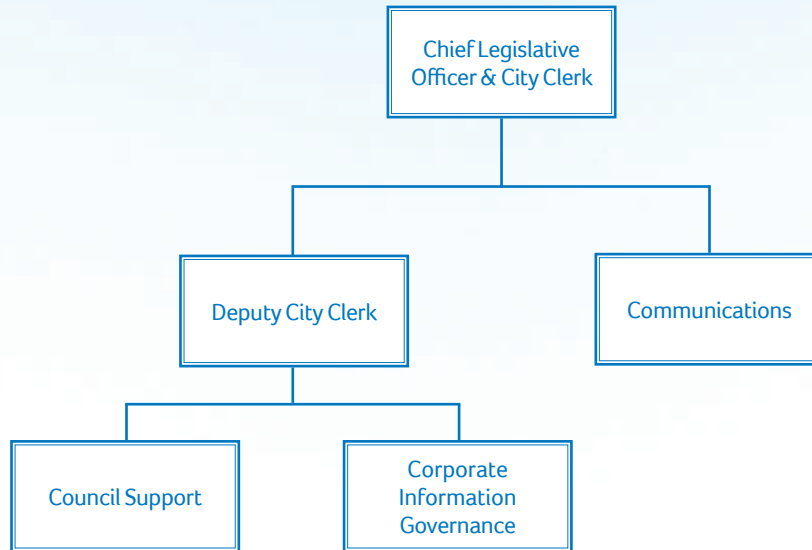 Chief Legislative
Officer & City Clerk
Deputy City Clerk
Communications
Council Support
Corporate
Information
Governance